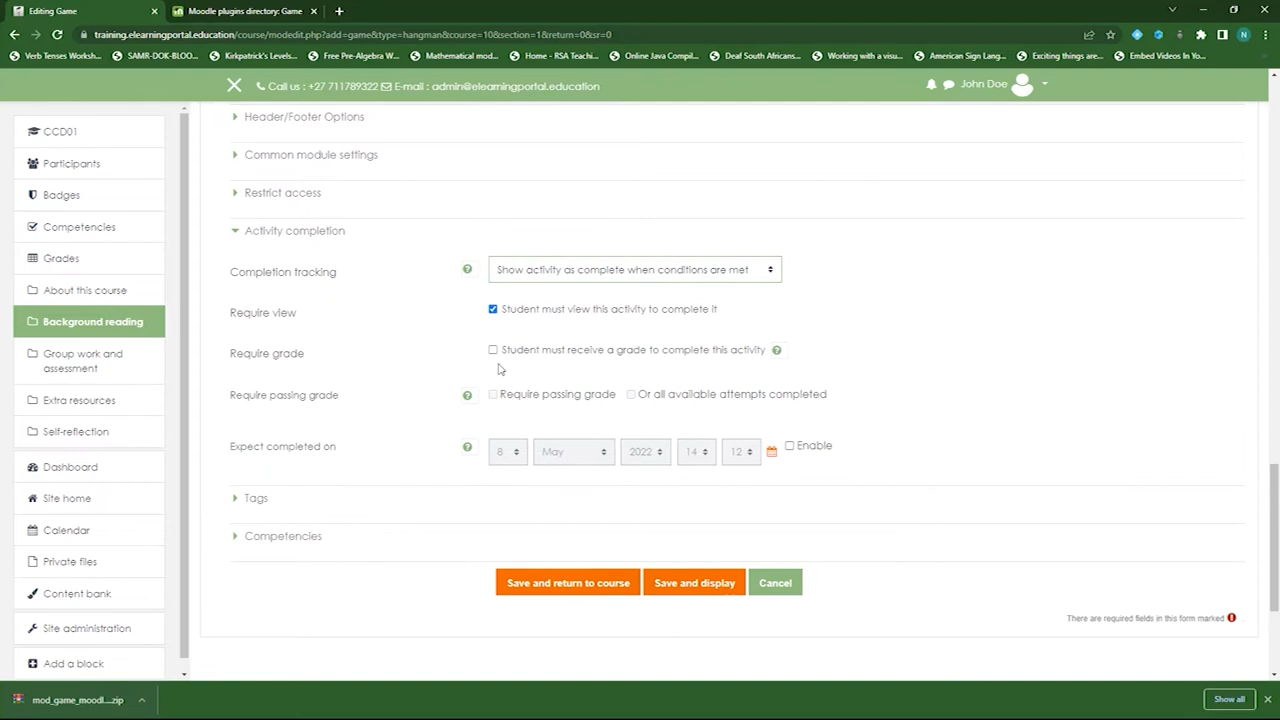 Editing Game
Moodle plugins directory: Game
training.elearningportal.education/course/modedit.php?add=game&type=hangman&course=10&section=1&return=0&sr=0
Verb Tenses Worksh...
SAMR-DOK-BLOO...
Kirkpatrick's Levels...
Free Pre-Algebra W...
Mathematical mod...
Home - RSA Teachi...
Online Java Compil...
Deaf South African...
Working with a visu...
American Sign Lang...
Exciting things are...
Embed Videos In Yo...
N
Call us : +27 711789322 E-mail : admin@elearningportal.education
John Doe
CCD01
Participants
Badges
Competencies
Grades
About this course
Background reading
Group work and
assessment
Extra resources
Self-reflection
Dashboard
Site home
Calendar
Private files
Content bank
Site administration
Add a block
Header/Footer Options
Common module settings
Restrict access
Activity completion
Completion tracking ? Show activity as complete when conditions are met
Require view Student must view this activity to complete it
Require grade Student must receive a grade to complete this activity ?
Require passing grade ? Require passing grade Or all available attempts completed
Expect completed on ? 8 May 2022 14 12 Enable
Tags
Competencies
Save and return to course Save and display Cancel
There are required fields in this form marked !
mod_game_moodl....zip
Show all